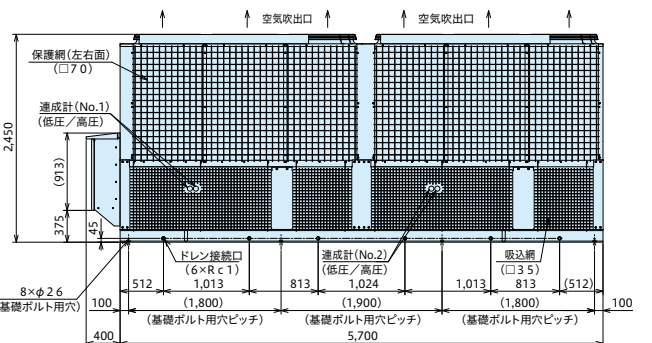 空気吹出口
空気吹出口
保護網(左右面)
(□70)
連成計(No.1)
(低圧/高圧)
2,450
(913)
375
45
8×φ26
基礎ボルト用穴)
ドレン接続口
(6×Rc1)
連成計(No.2)
(低圧/高圧)
吸込網
(□35)
512
1,013
813
1,024
1,013
813
(512)
100
(1,800)
(1,900)
(1,800)
100
(基礎ボルト用穴ピッチ)
(基礎ボルト用穴ピッチ)
(基礎ボルト用穴ピッチ)
400
5,700